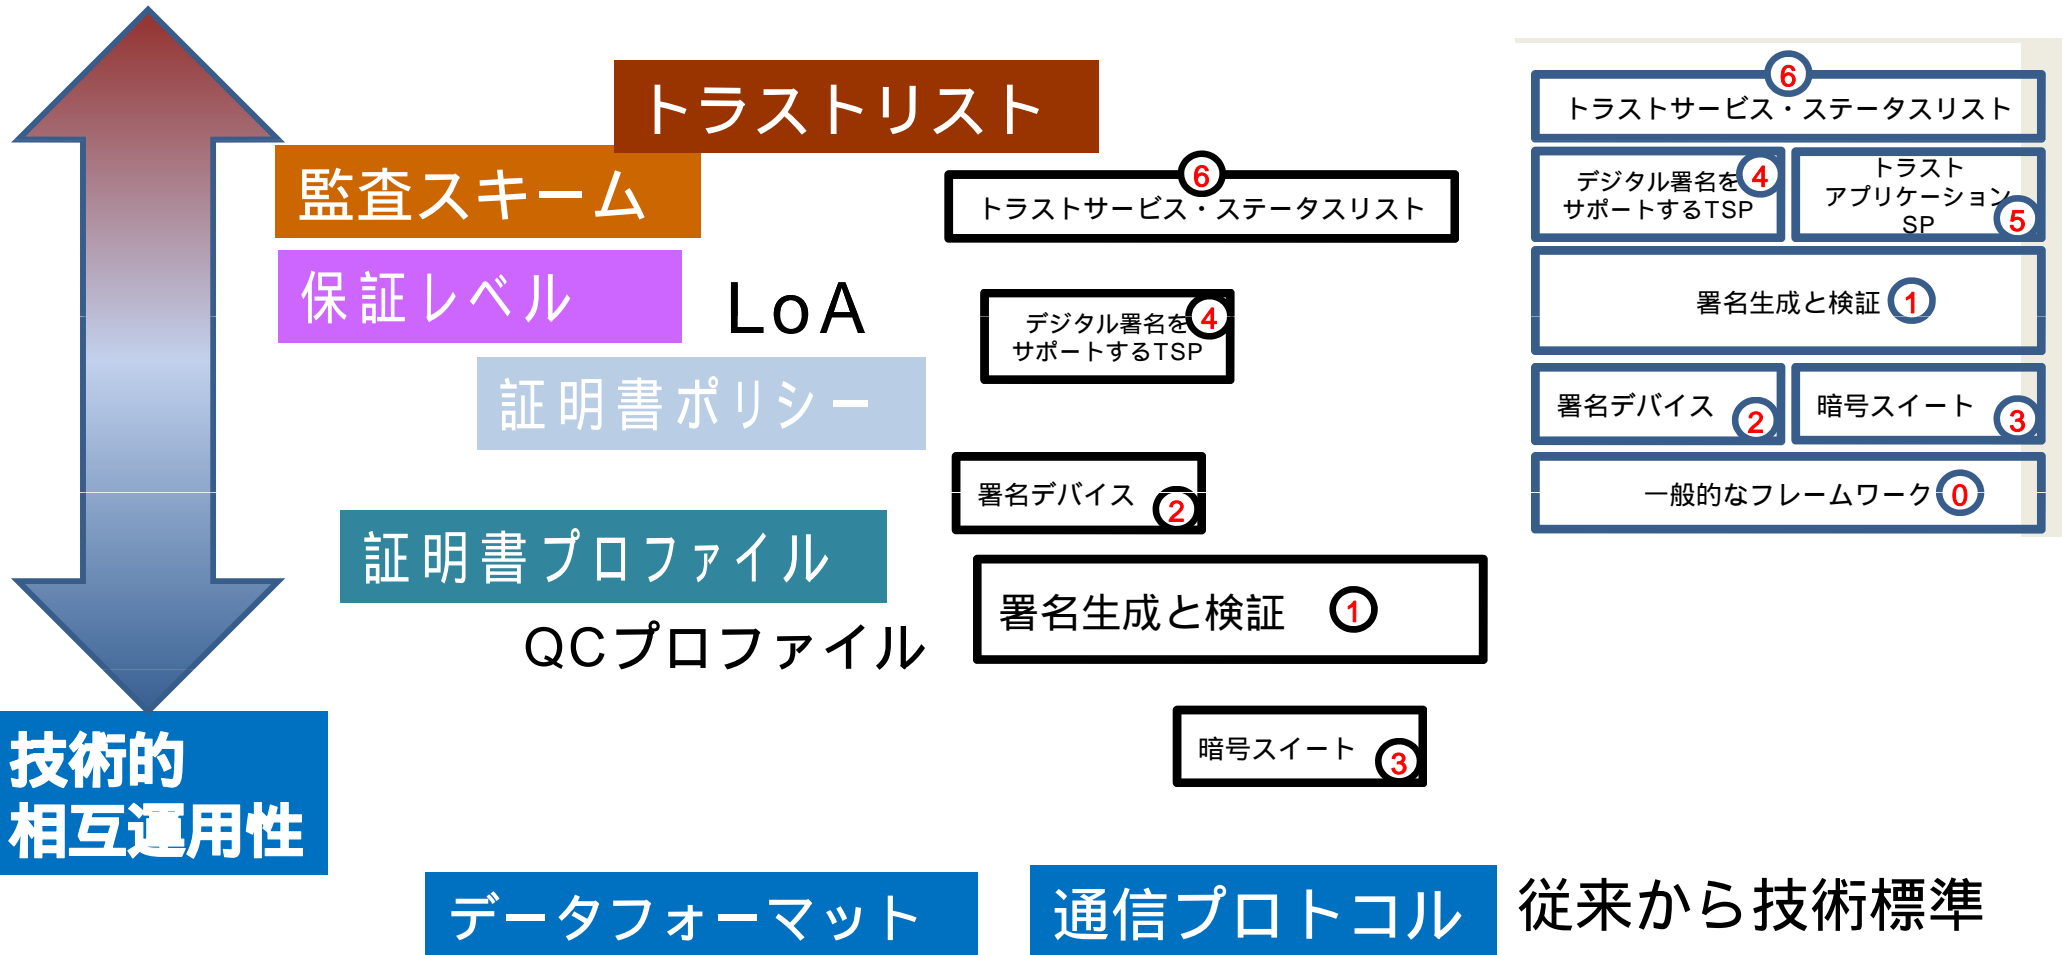 トラストリスト
監査スキーム
保証レベル
LoA
証明書ポリシー
証明書プロファイル
QCプロファイル
技術的
相互運用性
データフォーマット
通信プロトコル
従来から技術標準
6
トラストサービス・ステータスリスト
デジタル署名を
サポートするTSP
4
署名デバイス
2
署名生成と検証
1
暗号スイート
3
6
トラストサービス・ステータスリスト
デジタル署名を
サポートするTSP
4
トラスト
アプリケーション
SP
5
署名生成と検証
1
署名デバイス
2
暗号スイート
3
一般的なフレームワーク
0